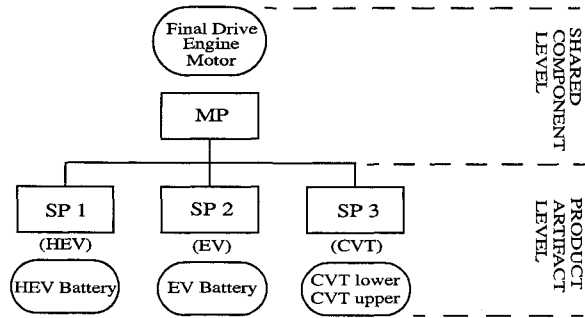 Final Drive
Engine
Motor
MP
SHARED
COMPONENT
LEVEL
SP 1
SP 2
SP 3
(HEV)
(EV)
(CVT)
HEV Battery
EV Battery
CVT lower
CVT upper
PRODUCT
ARTIFACT
LEVEL